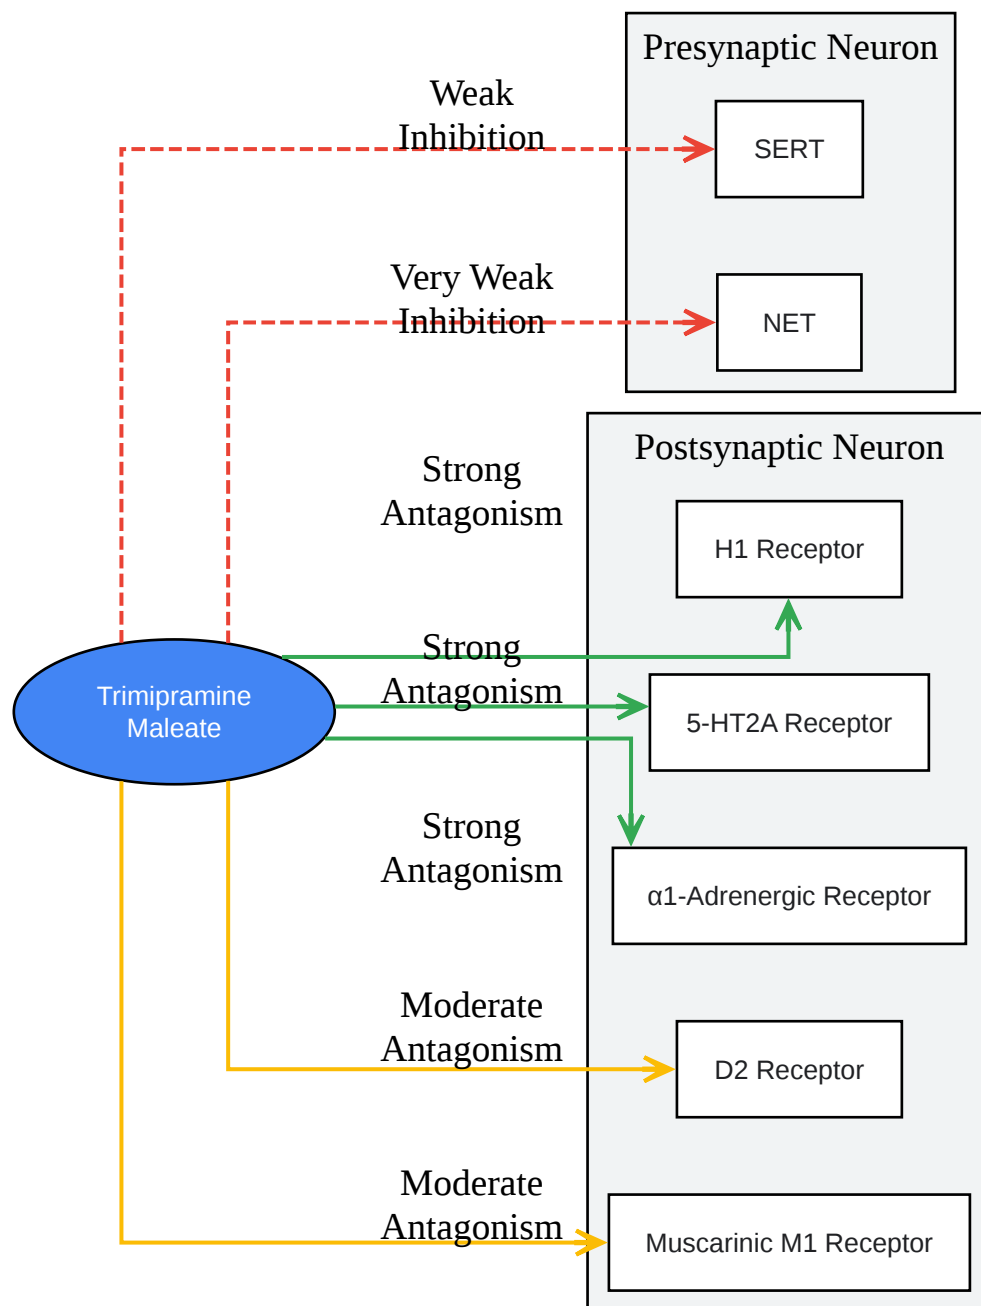 Presynaptic Neuron
Weak
Inhibition
SERT
Very Weak
Inhibition
NET
Postsynaptic Neuron
Strong
Antagonism
H1 Receptor
Strong
Antagonism
5-HT2A Receptor
Trimipramine
Maleate
Strong
Antagonism
α1-Adrenergic Receptor
Moderate
Antagonism
D2 Receptor
Moderate
Antagonism
Muscarinic M1 Receptor